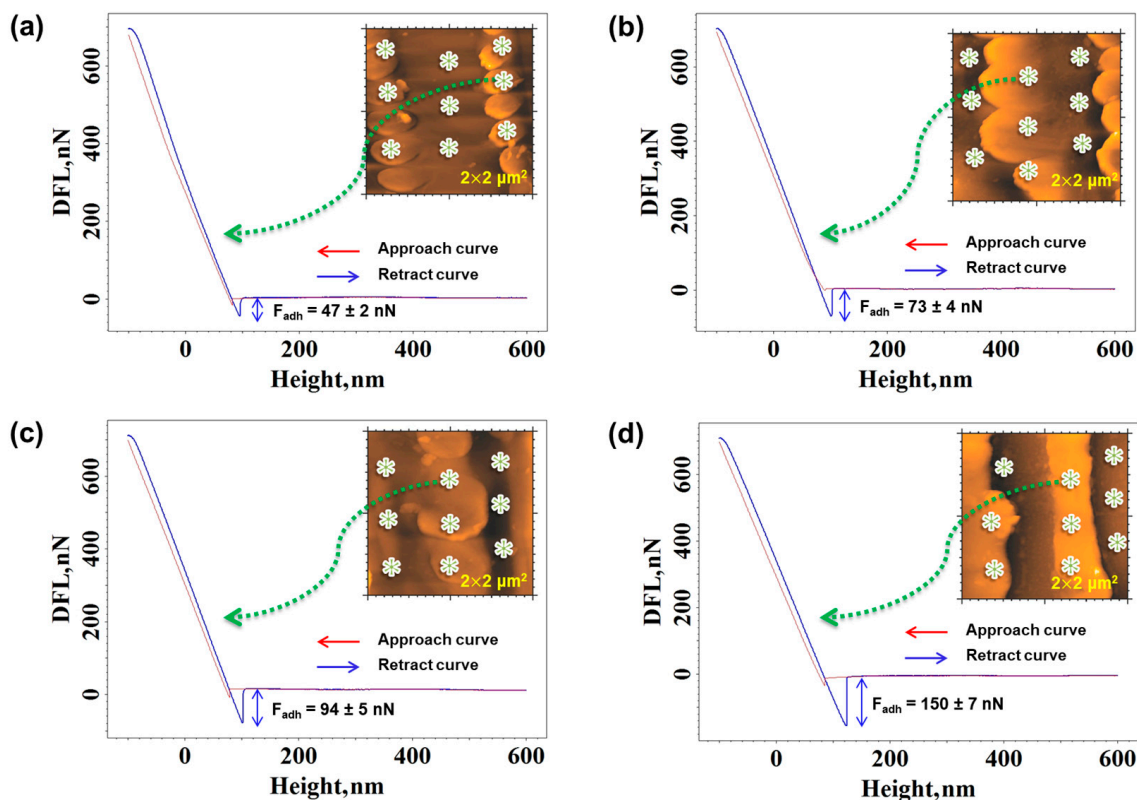 (a)
DFL,nN
600
400
200
0
2×2 µm²
Approach curve
Retract curve
Fadh = 47 ± 2 nN
0 200 400 600
Height,nm
(b)
DFL,nN
600
400
200
0
2×2 µm²
Approach curve
Retract curve
Fadh = 73 ± 4 nN
0 200 400 600
Height,nm
(c)
DFL,nN
600
400
200
0
2×2 µm²
Approach curve
Retract curve
Fadh = 94 ± 5 nN
0 200 400 600
Height,nm
(d)
DFL,nN
600
400
200
0
2×2 µm²
Approach curve
Retract curve
Fadh = 150 ± 7 nN
0 200 400 600
Height,nm